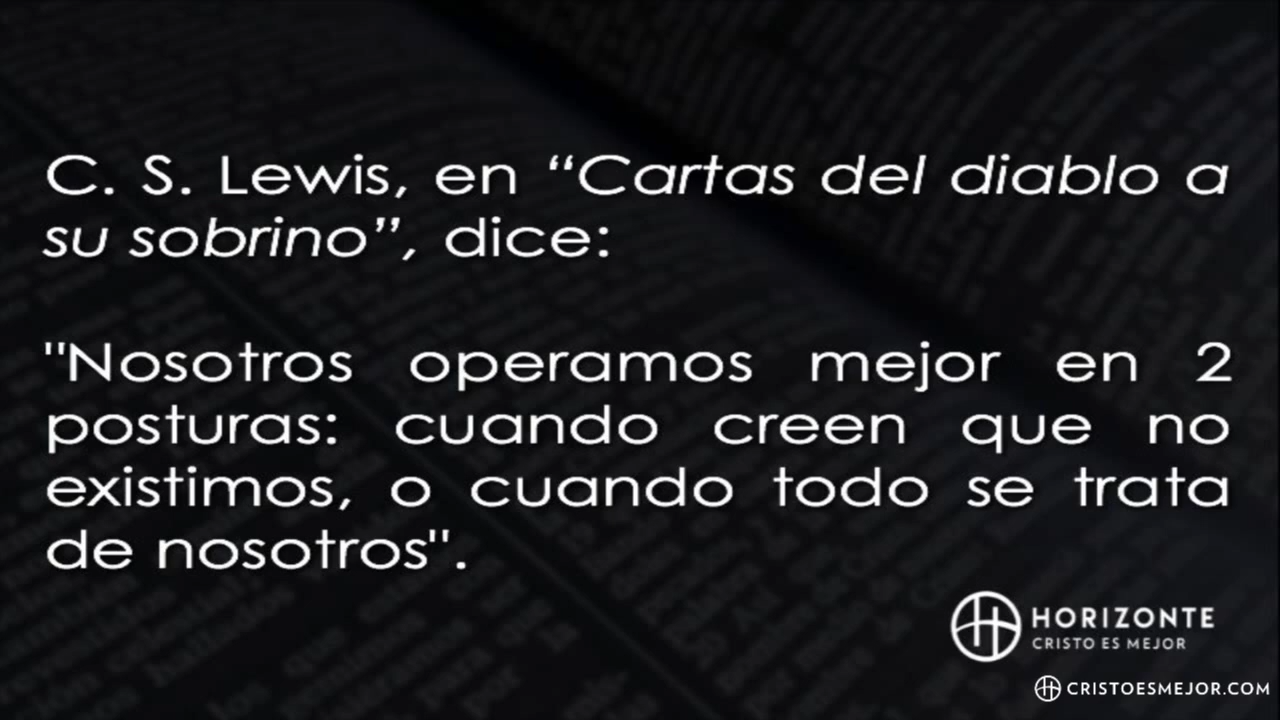 C. S. Lewis, en “Cartas del diablo a
su sobrino”, dice:
"Nosotros operamos mejor en 2
posturas: cuando creen que no
existimos, o cuando todo se trata
de nosotros".
HORIZONTE
CRISTO ES MEJOR
CRISTOESMEJOR.COM